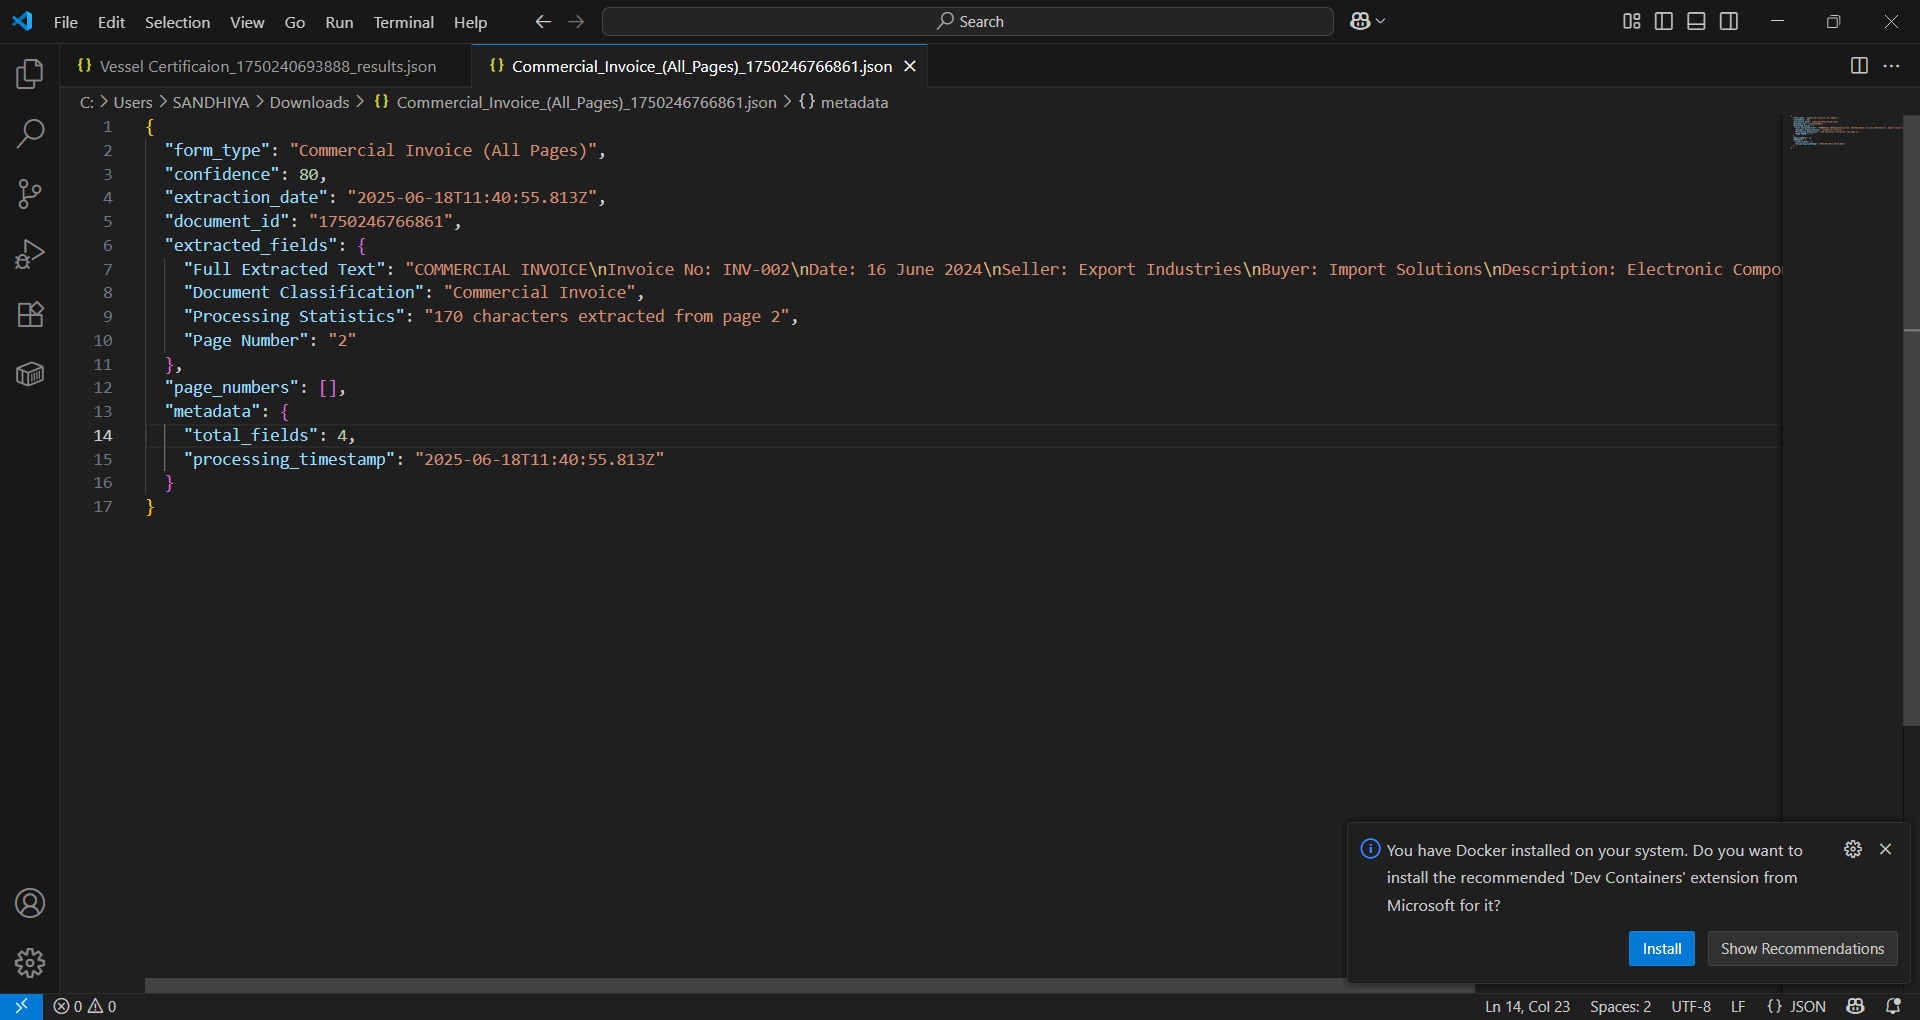 File Edit Selection View Go Run Terminal Help
Search
Vessel Certificaion_1750240693888_results.json
Commercial_Invoice_(All_Pages)_1750246766861.json
C: > Users > SANDHIYA > Downloads > {} Commercial_Invoice_(All_Pages)_1750246766861.json > {} metadata
1 {
2 "form_type": "Commercial Invoice (All Pages)",
3 "confidence": 80,
4 "extraction_date": "2025-06-18T11:40:55.813Z",
5 "document_id": "1750246766861",
6 "extracted_fields": {
7 "Full Extracted Text": "COMMERCIAL INVOICE\nInvoice No: INV-002\nDate: 16 June 2024\nSeller: Export Industries\nBuyer: Import Solutions\nDescription: Electronic Compo
8 "Document Classification": "Commercial Invoice",
9 "Processing Statistics": "170 characters extracted from page 2",
10 "Page Number": "2"
11 },
12 "page_numbers": [],
13 "metadata": {
14 "total_fields": 4,
15 "processing_timestamp": "2025-06-18T11:40:55.813Z"
16 }
17 }
You have Docker installed on your system. Do you want to
install the recommended 'Dev Containers' extension from
Microsoft for it?
Install
Show Recommendations
0 0
Ln 14, Col 23 Spaces: 2 UTF-8 LF {} JSON